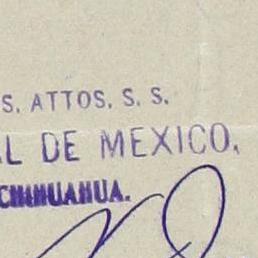 S. ATTOS. S. S.
L DE MEXICO.
CHIHUAHUA.